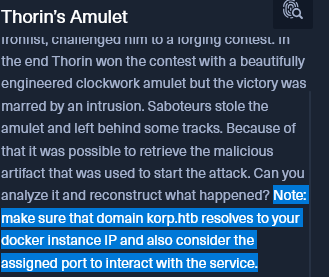 Thorin's Amulet
Ironfist, challenged him to a forging contest. In
the end Thorin won the contest with a beautifully
engineered clockwork amulet but the victory was
marred by an intrusion. Saboteurs stole the
amulet and left behind some tracks. Because of
that it was possible to retrieve the malicious
artifact that was used to start the attack. Can you
analyze it and reconstruct what happened? Note:
make sure that domain korp.htb resolves to your
docker instance IP and also consider the
assigned port to interact with the service.